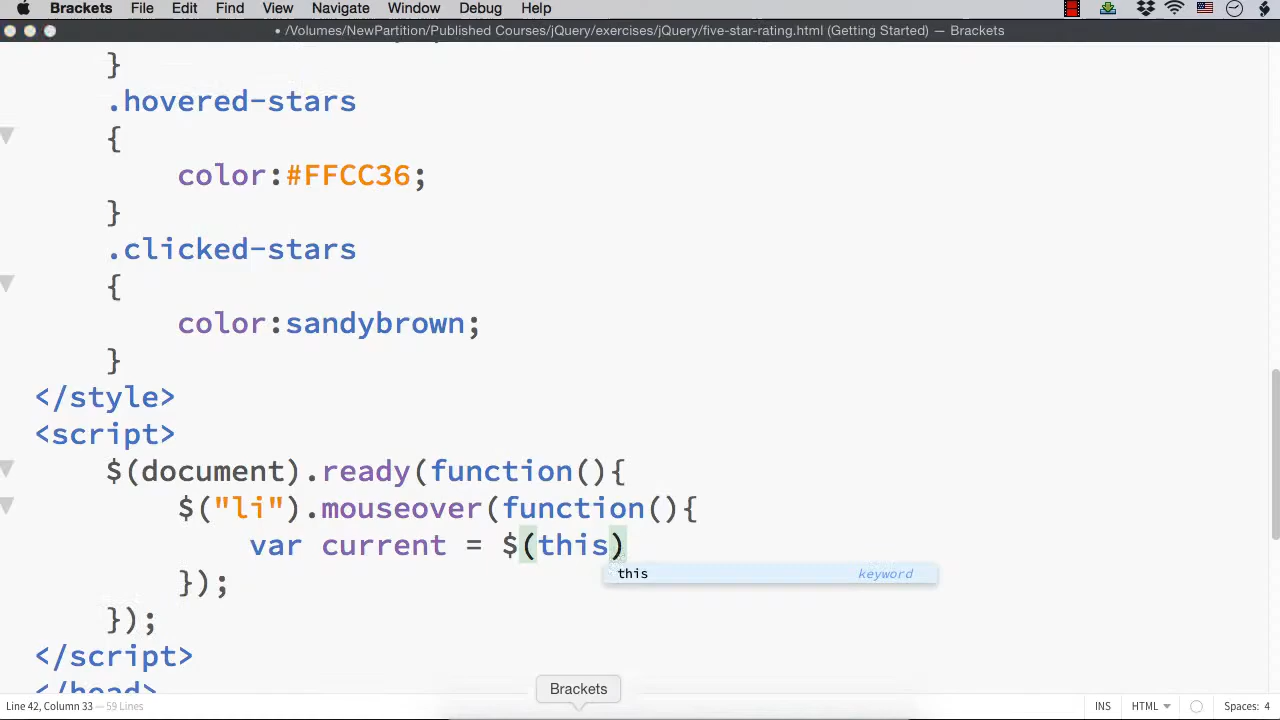 Brackets File Edit Find View Navigate Window Debug Help
• /Volumes/NewPartition/Published Courses/jQuery/exercises/jQuery/five-star-rating.html (Getting Started) — Brackets
}
.hovered-stars
{
color:#FFCC36;
}
.clicked-stars
{
color:sandybrown;
}
</style>
<script>
$(document).ready(function(){
$("li").mouseover(function(){
var current = $(this)
this keyword
});
});
</script>
</head>
Brackets
Line 42, Column 33 — 59 Lines INS HTML Spaces: 4